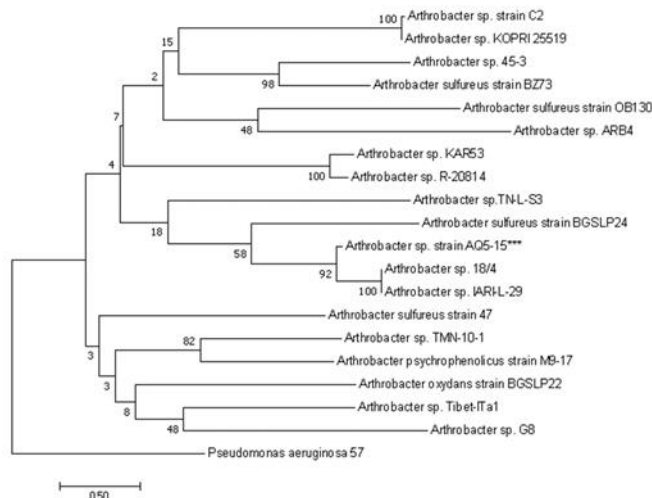 100 Arthrobacter sp. strain C2
Arthrobacter sp. KOPRI 25519
15
Arthrobacter sp. 45-3
2
98 Arthrobacter sulfureus strain BZ73
Arthrobacter sulfureus strain OB130
7
48 Arthrobacter sp. ARB4
Arthrobacter sp. KAR53
4
100 Arthrobacter sp. R-20814
Arthrobacter sp.TN-L-S3
18
Arthrobacter sulfureus strain BGSLP24
58
Arthrobacter sp. strain AQ5-15***
92
Arthrobacter sp. 18/4
100 Arthrobacter sp. IARI-L-29
Arthrobacter sulfureus strain 47
3
82 Arthrobacter sp. TMN-10-1
Arthrobacter psychrophenolicus strain M9-17
3
Arthrobacter oxydans strain BGSLP22
8
Arthrobacter sp. Tibet-ITa1
48 Arthrobacter sp. G8
Pseudomonas aeruginosa 57
0.50